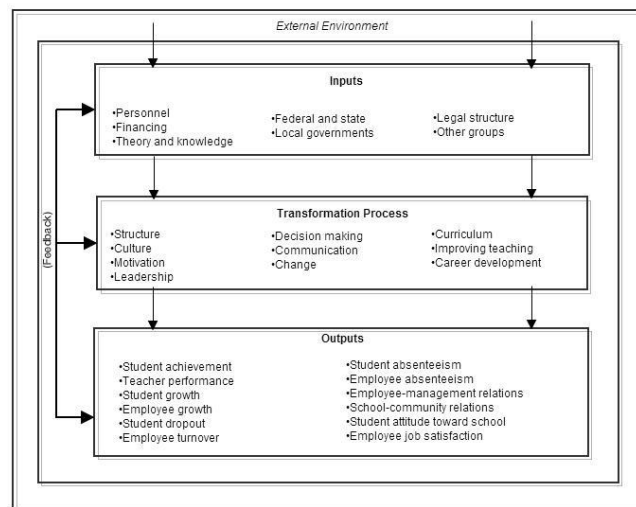 External Environment
Inputs
•Personnel
•Financing
•Theory and knowledge
•Federal and state
•Local governments
•Legal structure
•Other groups
(Feedback)
Transformation Process
•Structure
•Culture
•Motivation
•Leadership
•Decision making
•Communication
•Change
•Curriculum
•Improving teaching
•Career development
Outputs
•Student achievement
•Teacher performance
•Student growth
•Employee growth
•Student dropout
•Employee turnover
•Student absenteeism
•Employee absenteeism
•Employee-management relations
•School-community relations
•Student attitude toward school
•Employee job satisfaction